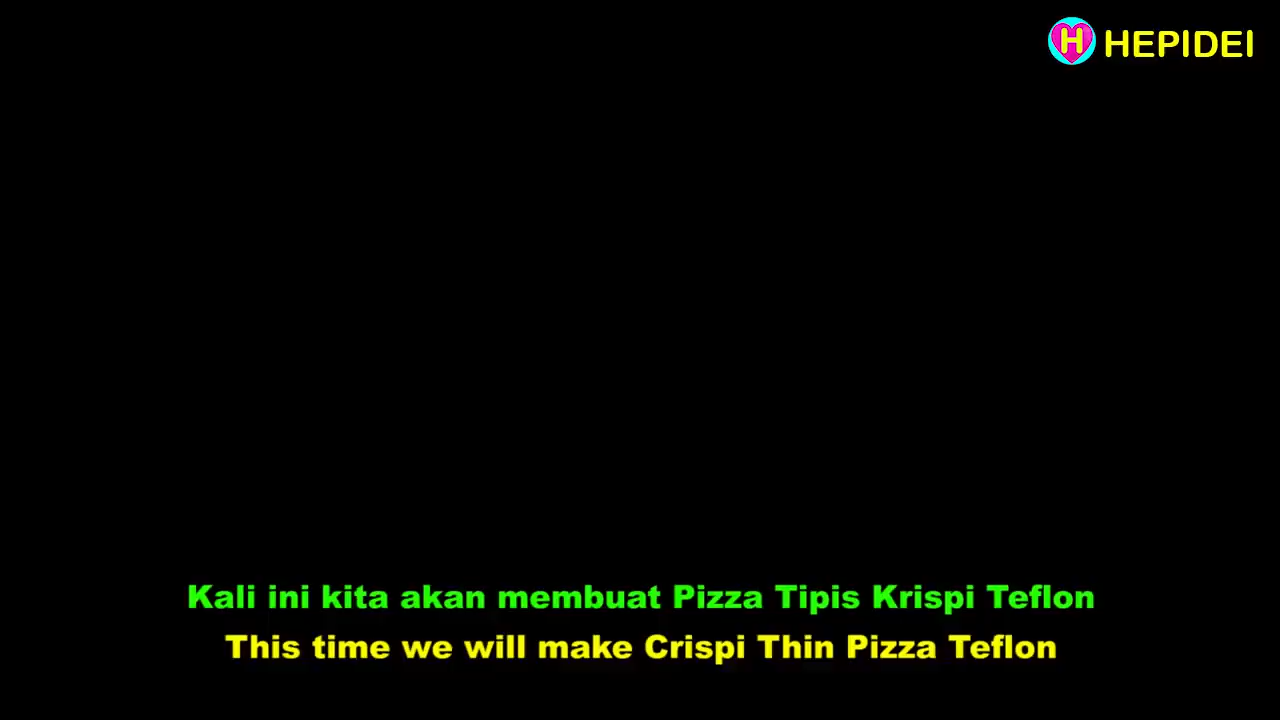 H HEPIDEI
Kali ini kita akan membuat Pizza Tipis Krispi Teflon
This time we will make Crispi Thin Pizza Teflon